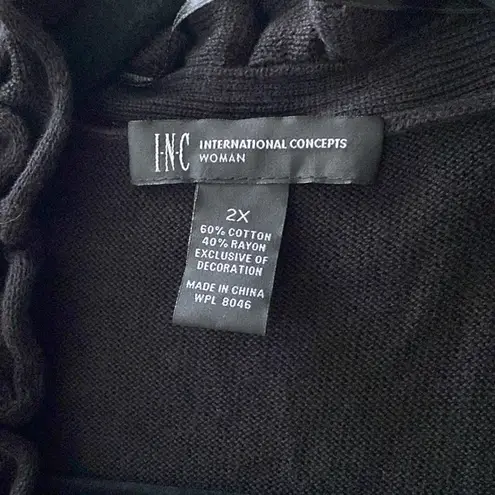 I·N·C INTERNATIONAL CONCEPTS
WOMAN
2X
60% COTTON
40% RAYON
EXCLUSIVE OF
DECORATION
MADE IN CHINA
WPL 8046